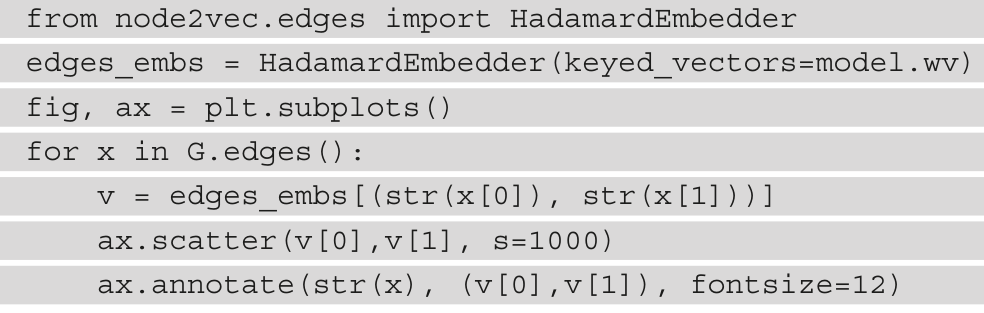 from node2vec.edges import HadamardEmbedder
edges_embs = HadamardEmbedder(keyed_vectors=model.wv)
fig, ax = plt.subplots()
for x in G.edges():
    v = edges_embs[(str(x[0]), str(x[1]))]
    ax.scatter(v[0],v[1], s=1000)
    ax.annotate(str(x), (v[0],v[1]), fontsize=12)